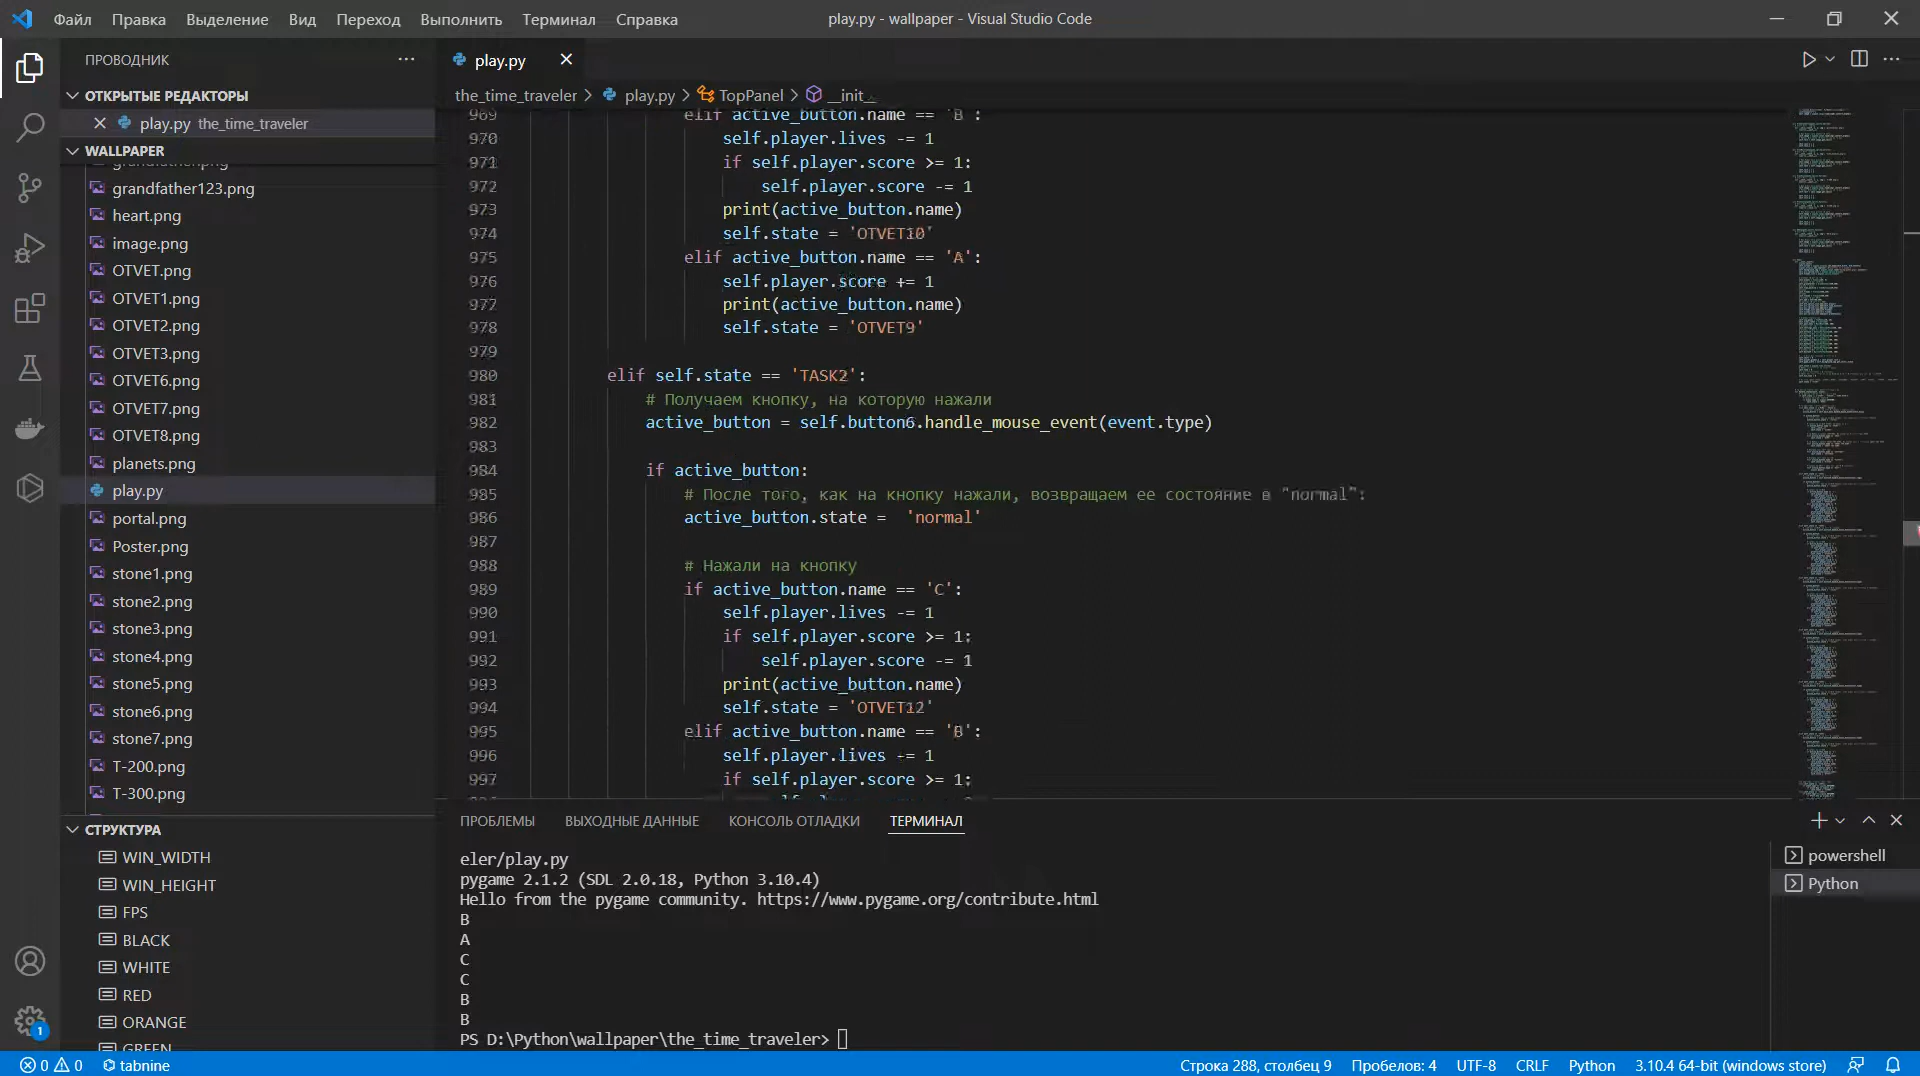 Файл Правка Выделение Вид Переход Выполнить Терминал Справка play.py - wallpaper - Visual Studio Code
ПРОВОДНИК
ОТКРЫТЫЕ РЕДАКТОРЫ
play.py the_time_traveler
WALLPAPER
grandfather.png
grandfather123.png
heart.png
image.png
OTVET.png
OTVET1.png
OTVET2.png
OTVET3.png
OTVET6.png
OTVET7.png
OTVET8.png
planets.png
play.py
portal.png
Poster.png
stone1.png
stone2.png
stone3.png
stone4.png
stone5.png
stone6.png
stone7.png
T-200.png
T-300.png
СТРУКТУРА
WIN_WIDTH
WIN_HEIGHT
FPS
BLACK
WHITE
RED
ORANGE
GREEN
1
play.py
the_time_traveler > play.py > TopPanel > __init__
969 elif active_button.name == 'B':
970 self.player.lives -= 1
971 if self.player.score >= 1:
972 self.player.score -= 1
973 print(active_button.name)
974 self.state = 'OTVET10'
975 elif active_button.name == 'A':
976 self.player.score += 1
977 print(active_button.name)
978 self.state = 'OTVET9'
979
980 elif self.state == 'TASK2':
981 # Получаем кнопку, на которую нажали
982 active_button = self.button6.handle_mouse_event(event.type)
983
984 if active_button:
985 # После того, как на кнопку нажали, возвращаем ее состояние в "normal":
986 active_button.state =  'normal'
987
988 # Нажали на кнопку
989 if active_button.name == 'C':
990 self.player.lives -= 1
991 if self.player.score >= 1:
992 self.player.score -= 1
993 print(active_button.name)
994 self.state = 'OTVET12'
995 elif active_button.name == 'B':
996 self.player.lives -= 1
997 if self.player.score >= 1:
ПРОБЛЕМЫ ВЫХОДНЫЕ ДАННЫЕ КОНСОЛЬ ОТЛАДКИ ТЕРМИНАЛ
eler/play.py
pygame 2.1.2 (SDL 2.0.18, Python 3.10.4)
Hello from the pygame community. https://www.pygame.org/contribute.html
B
A
C
C
B
B
PS D:\Python\wallpaper\the_time_traveler>
powershell
Python
0 0 tabnine Строка 288, столбец 9 Пробелов: 4 UTF-8 CRLF Python 3.10.4 64-bit (windows store)